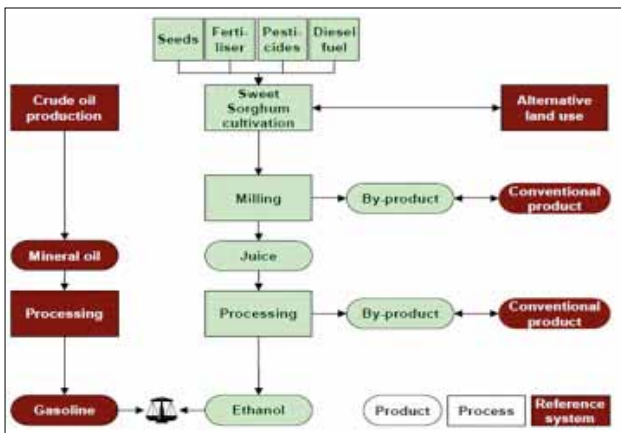 Seeds
Ferti-
liser
Pesti-
cides
Diesel
fuel
Crude oil
production
Sweet
Sorghum
cultivation
Alternative
land use
Milling
By-product
Conventional
product
Mineral oil
Juice
Processing
Processing
By-product
Conventional
product
Gasoline
Ethanol
Product
Process
Reference
system